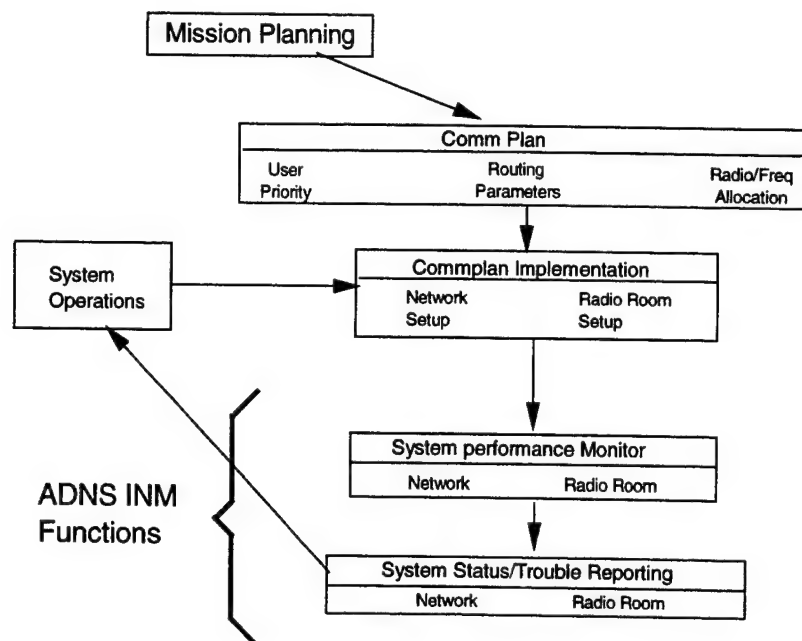 Mission Planning
Comm Plan
User Routing Radio/Freq
Priority Parameters Allocation
System
Operations
Commplan Implementation
Network Radio Room
Setup Setup
System performance Monitor
Network Radio Room
ADNS INM
Functions
System Status/Trouble Reporting
Network Radio Room